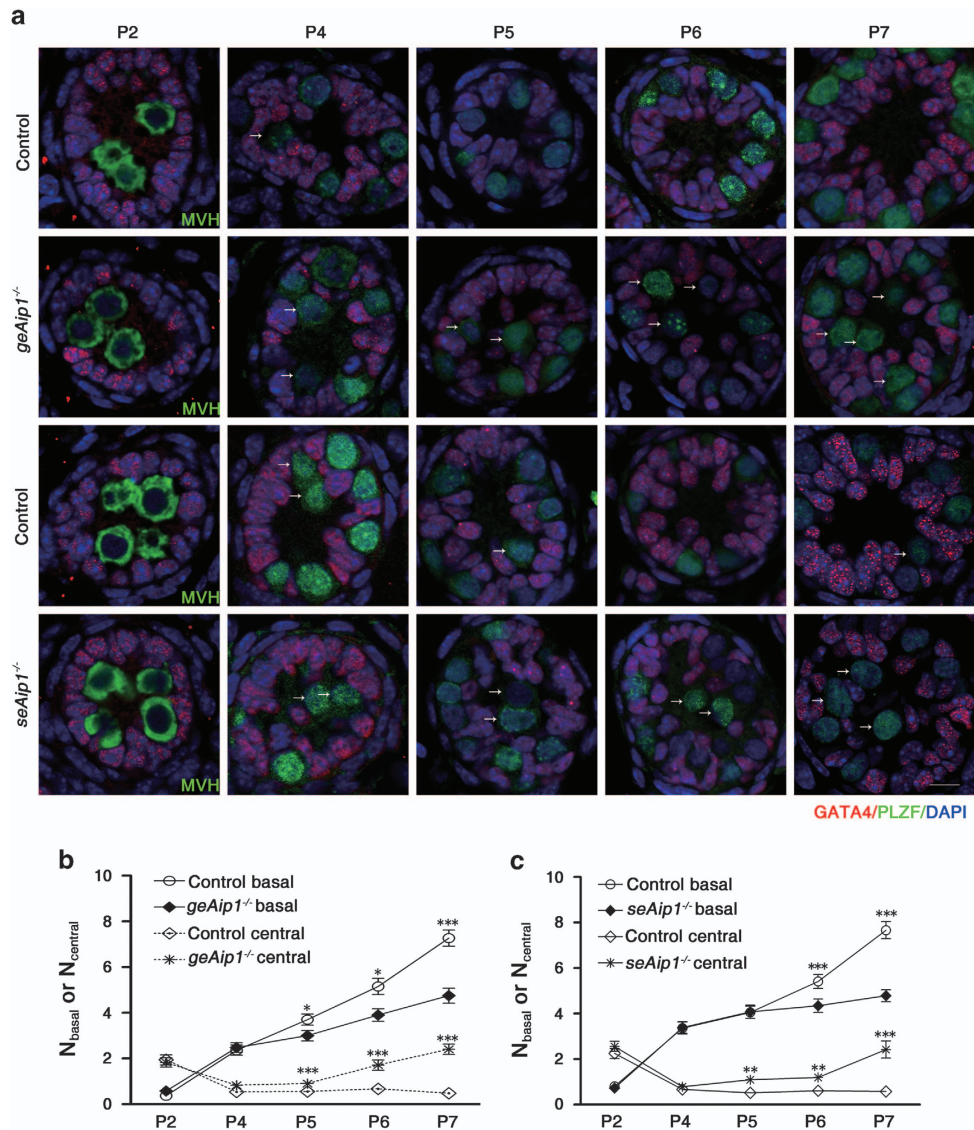 a
P2 P4 P5 P6 P7
Control
MVH
geAip1-/-
MVH
Control
MVH
seAip1-/-
MVH
GATA4/PLZF/DAPI
b
10
8
6
4
2
0
Nbasal or Ncentral
Control basal
geAip1-/- basal
Control central
geAip1-/- central
* * ***
*** *** ***
P2 P4 P5 P6 P7
c
10
8
6
4
2
0
Nbasal or Ncentral
Control basal
seAip1-/- basal
Control central
seAip1-/- central
*** ***
** ** ***
P2 P4 P5 P6 P7